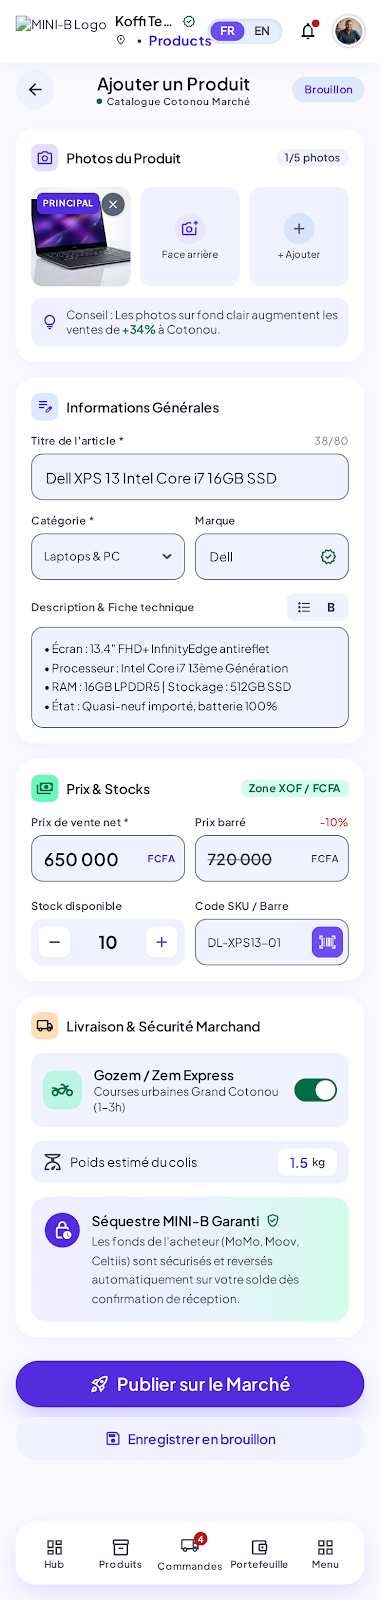 MINI-B Logo
Koffi Te...
• Products
FR EN
Ajouter un Produit
Catalogue Cotonou Marché
Brouillon
Photos du Produit
1/5 photos
PRINCIPAL
Face arrière
+ Ajouter
Conseil : Les photos sur fond clair augmentent les
ventes de +34% à Cotonou.
Informations Générales
Titre de l'article *
38/80
Dell XPS 13 Intel Core i7 16GB SSD
Catégorie *
Marque
Laptops & PC
Dell
Description & Fiche technique
B
• Écran : 13.4" FHD+ InfinityEdge antireflet
• Processeur : Intel Core i7 13ème Génération
• RAM : 16GB LPDDR5 | Stockage : 512GB SSD
• État : Quasi-neuf importé, batterie 100%
Prix & Stocks
Zone XOF / FCFA
Prix de vente net *
Prix barré
-10%
650 000 FCFA
720 000 FCFA
Stock disponible
Code SKU / Barre
− 10 +
DL-XPS13-01
Livraison & Sécurité Marchand
Gozem / Zem Express
Courses urbaines Grand Cotonou
(1–3h)
Poids estimé du colis
1.5 kg
Séquestre MINI-B Garanti
Les fonds de l'acheteur (MoMo, Moov,
Celtiis) sont sécurisés et reversés
automatiquement sur votre solde dès
confirmation de réception.
Publier sur le Marché
Enregistrer en brouillon
4
Hub
Produits
Commandes
Portefeuille
Menu